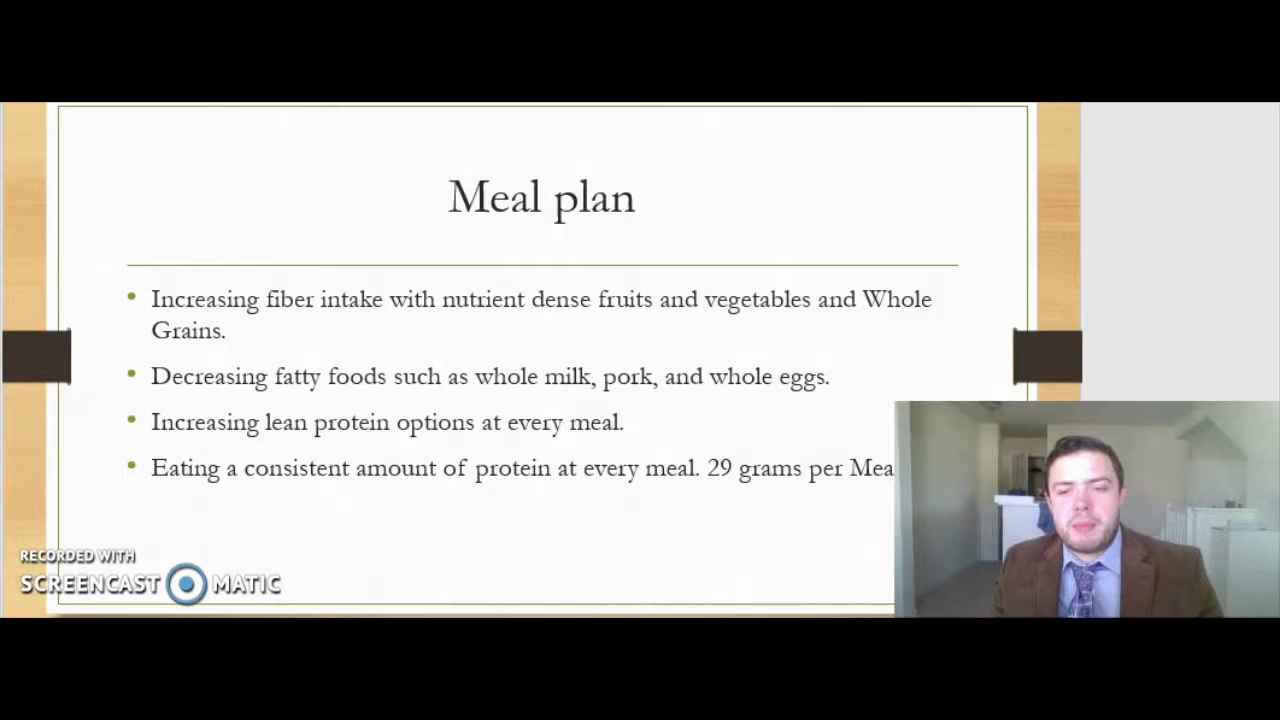 Meal plan
• Increasing fiber intake with nutrient dense fruits and vegetables and Whole
Grains.
• Decreasing fatty foods such as whole milk, pork, and whole eggs.
• Increasing lean protein options at every meal.
• Eating a consistent amount of protein at every meal. 29 grams per Mea
RECORDED WITH
SCREENCAST MATIC